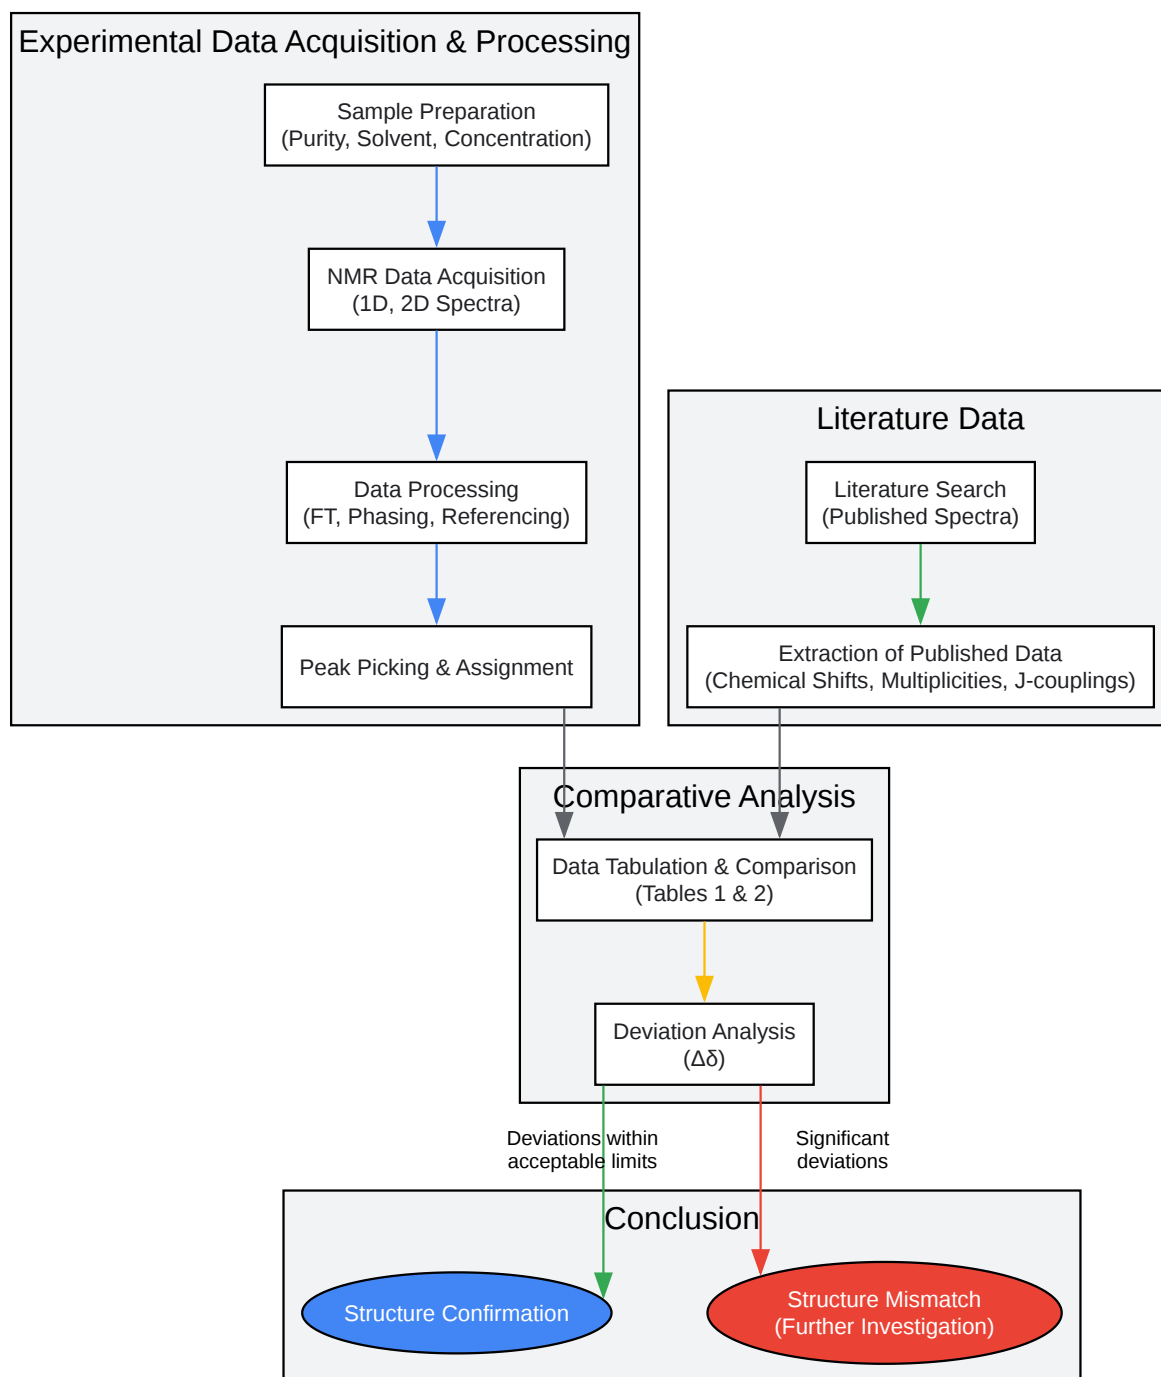 Experimental Data Acquisition & Processing
Sample Preparation
(Purity, Solvent, Concentration)
NMR Data Acquisition
(1D, 2D Spectra)
Data Processing
(FT, Phasing, Referencing)
Peak Picking & Assignment
Literature Data
Literature Search
(Published Spectra)
Extraction of Published Data
(Chemical Shifts, Multiplicities, J-couplings)
Comparative Analysis
Data Tabulation & Comparison
(Tables 1 & 2)
Deviation Analysis
(Δδ)
Deviations within
acceptable limits
Significant
deviations
Conclusion
Structure Confirmation
Structure Mismatch
(Further Investigation)